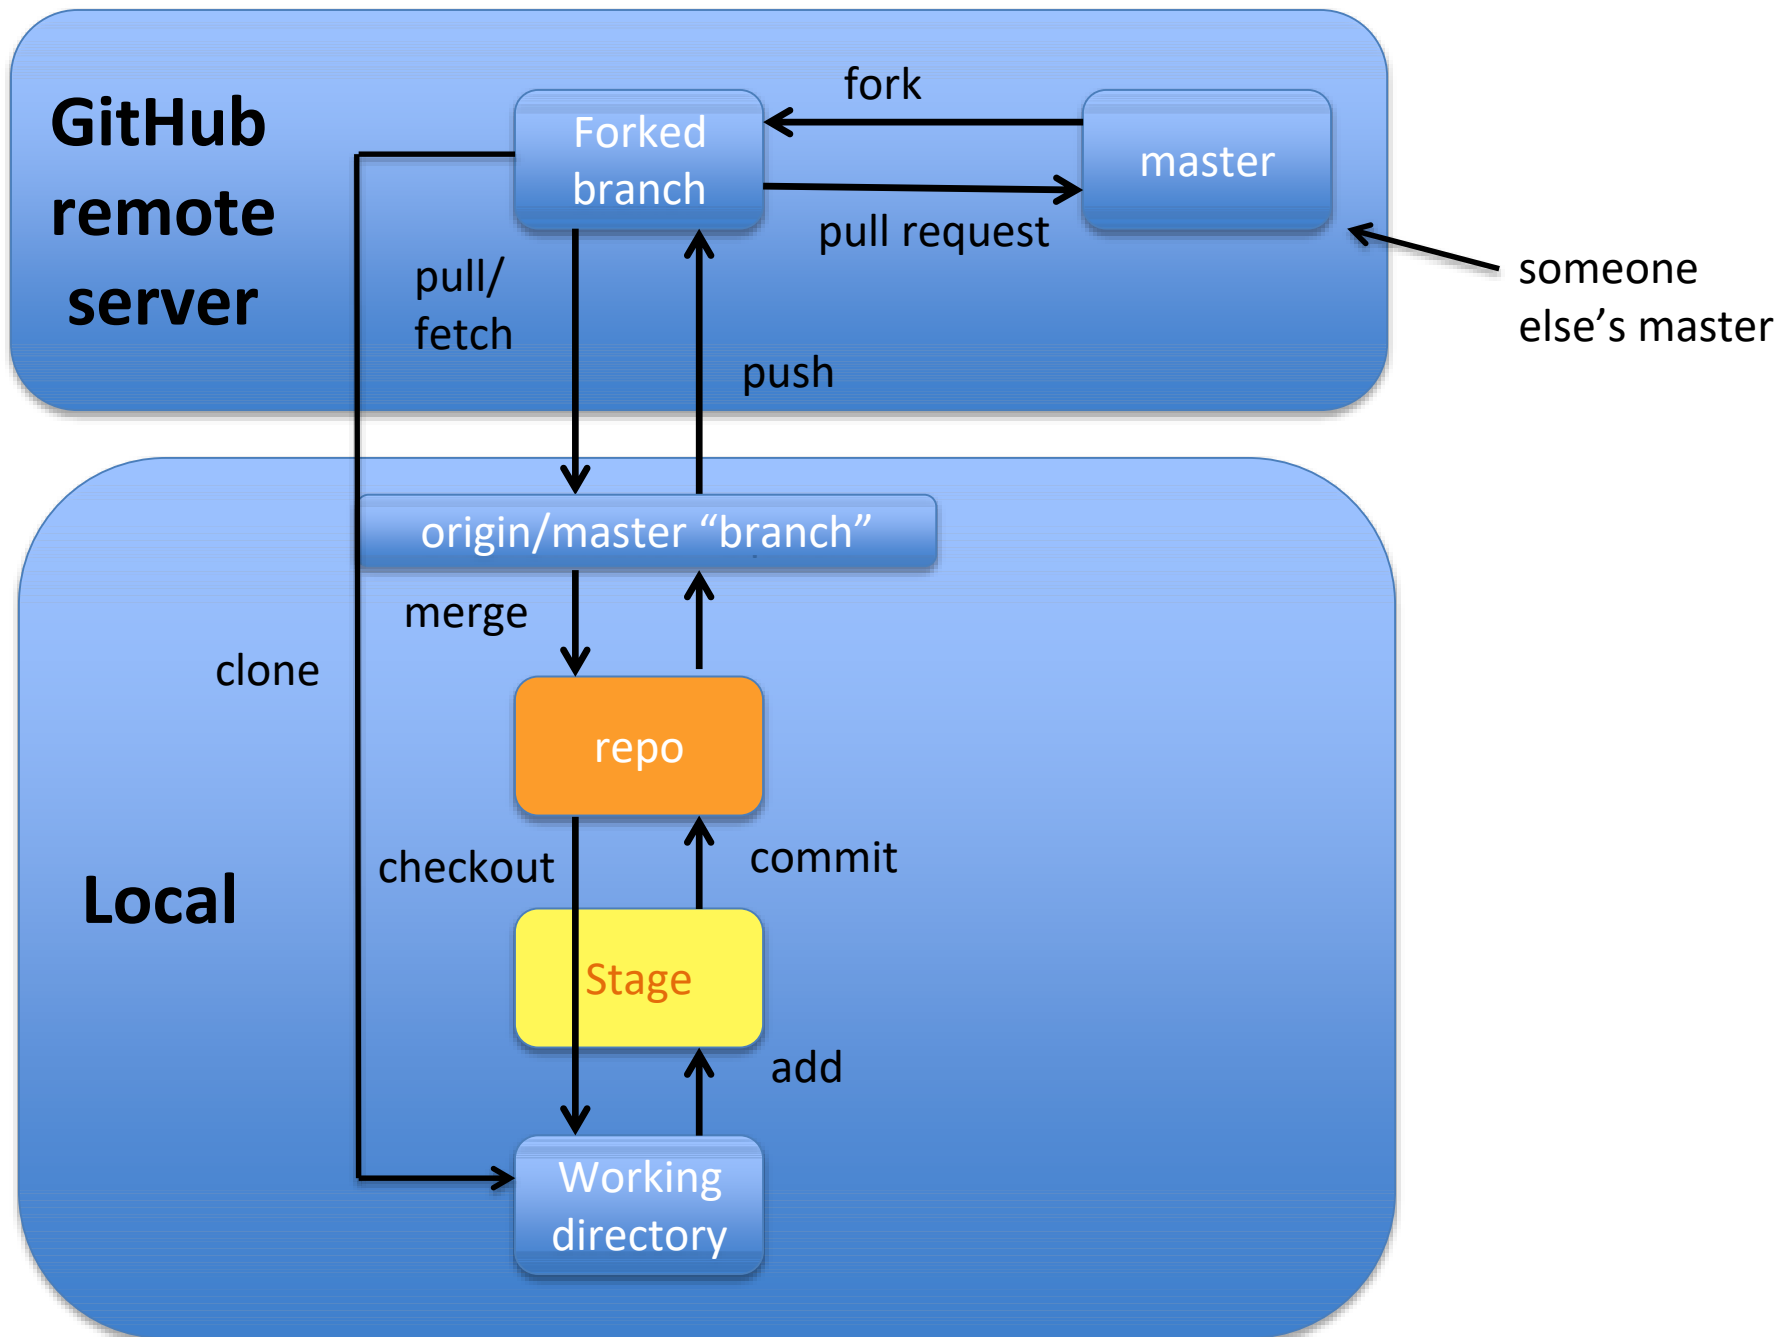 GitHub
remote
server
fork
Forked
branch
master
pull request
someone
else’s master
pull/
fetch
push
origin/master “branch”
merge
clone
repo
checkout
commit
Local
Stage
add
Working
directory